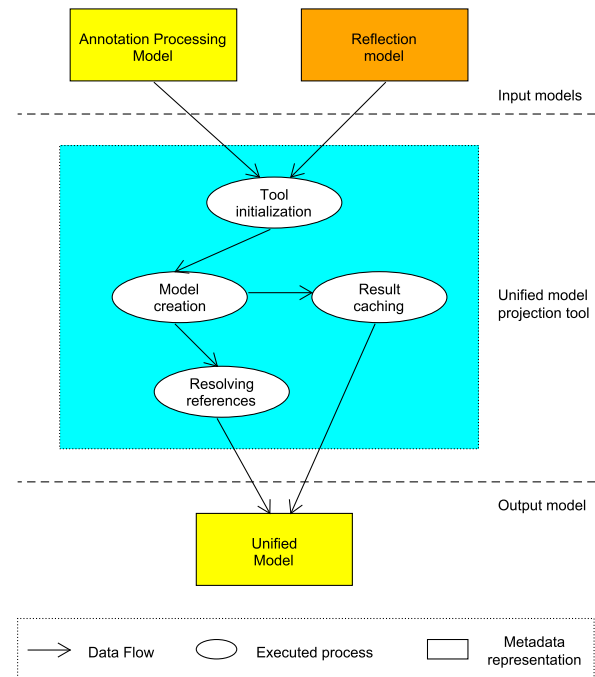 Annotation Processing
Model
Reflection
model
Input models
Tool
initialization
Model
creation
Result
caching
Unified model
projection tool
Resolving
references
Output model
Unified
Model
Data Flow
Executed process
Metadata
representation